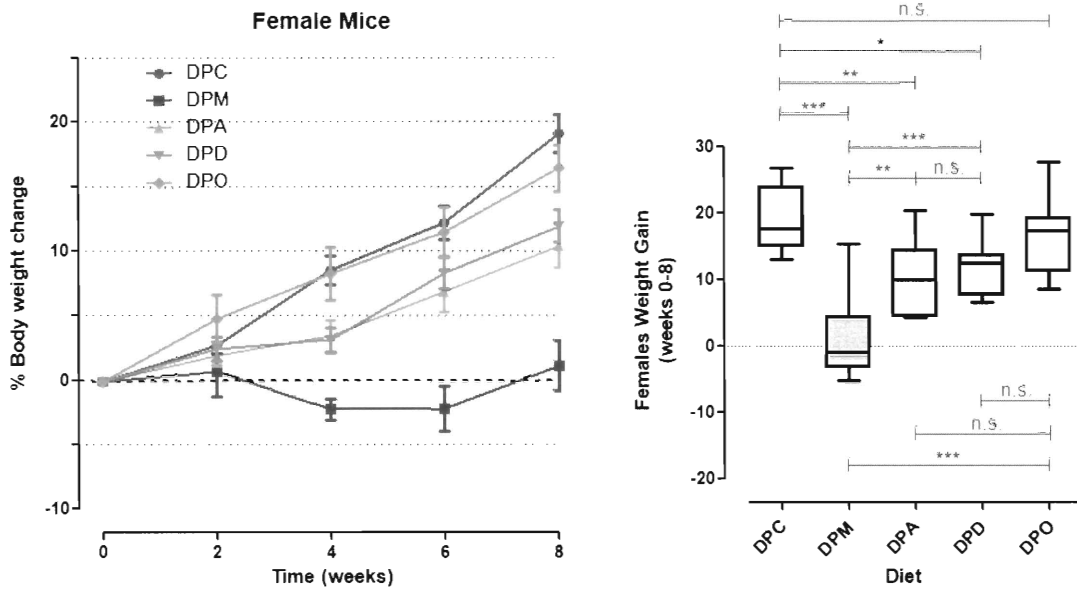 Female Mice
% Body weight change
20
10
0
-10
DPC
DPM
DPA
DPD
DPO
0
2
4
6
8
Time (weeks)
Females Weight Gain
(weeks 0-8)
30
20
10
0
-10
-20
n.s.
*
**
***
***
**
n.s.
n.s.
n.s.
***
DPC
DPM
DPA
DPD
DPO
Diet